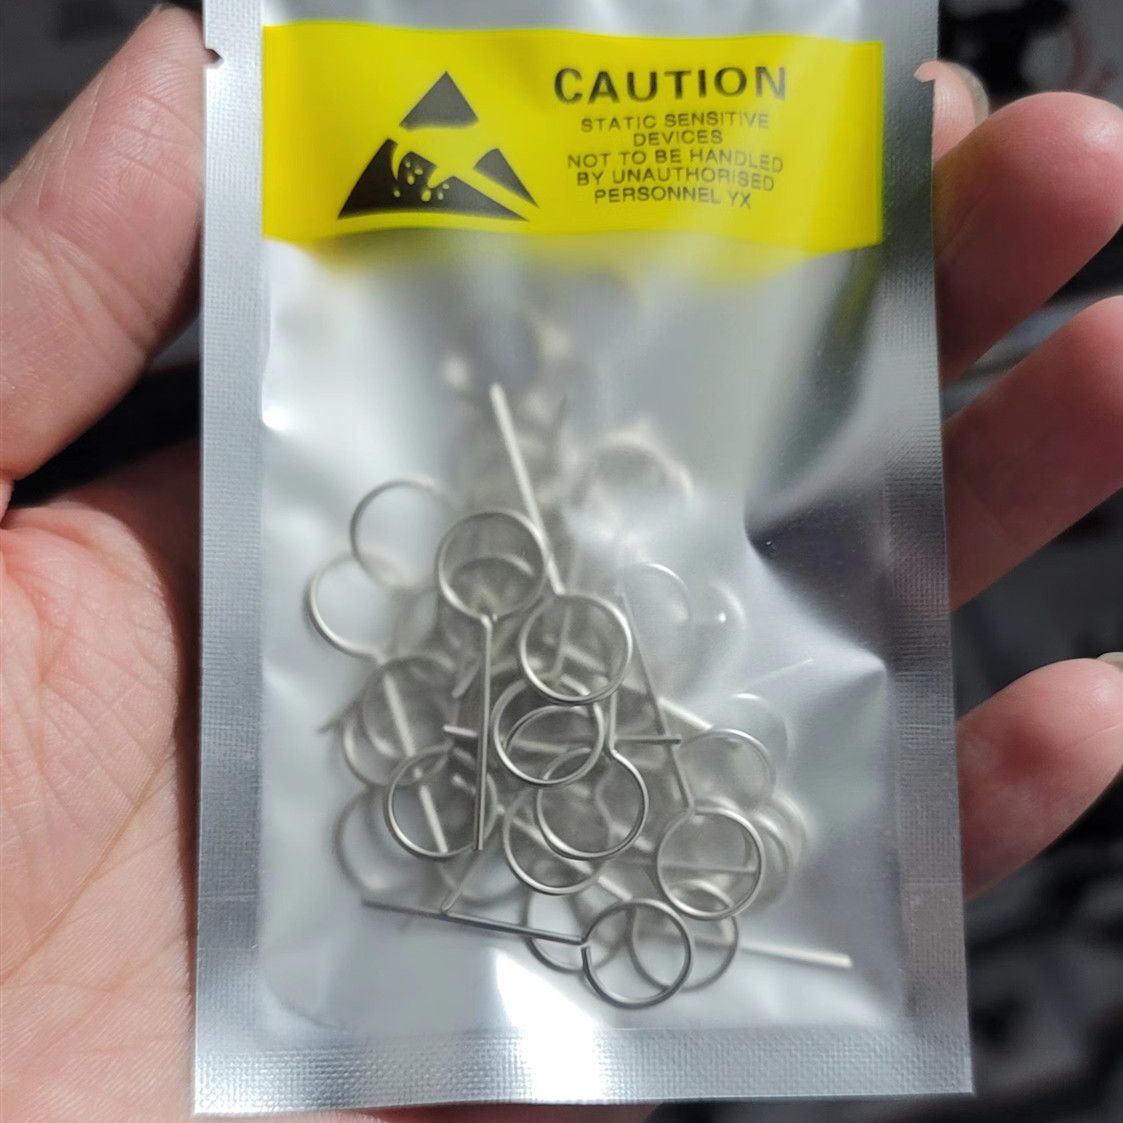 CAUTION
STATIC SENSITIVE
DEVICES
NOT TO BE HANDLED
BY UNAUTHORISED
PERSONNEL YX